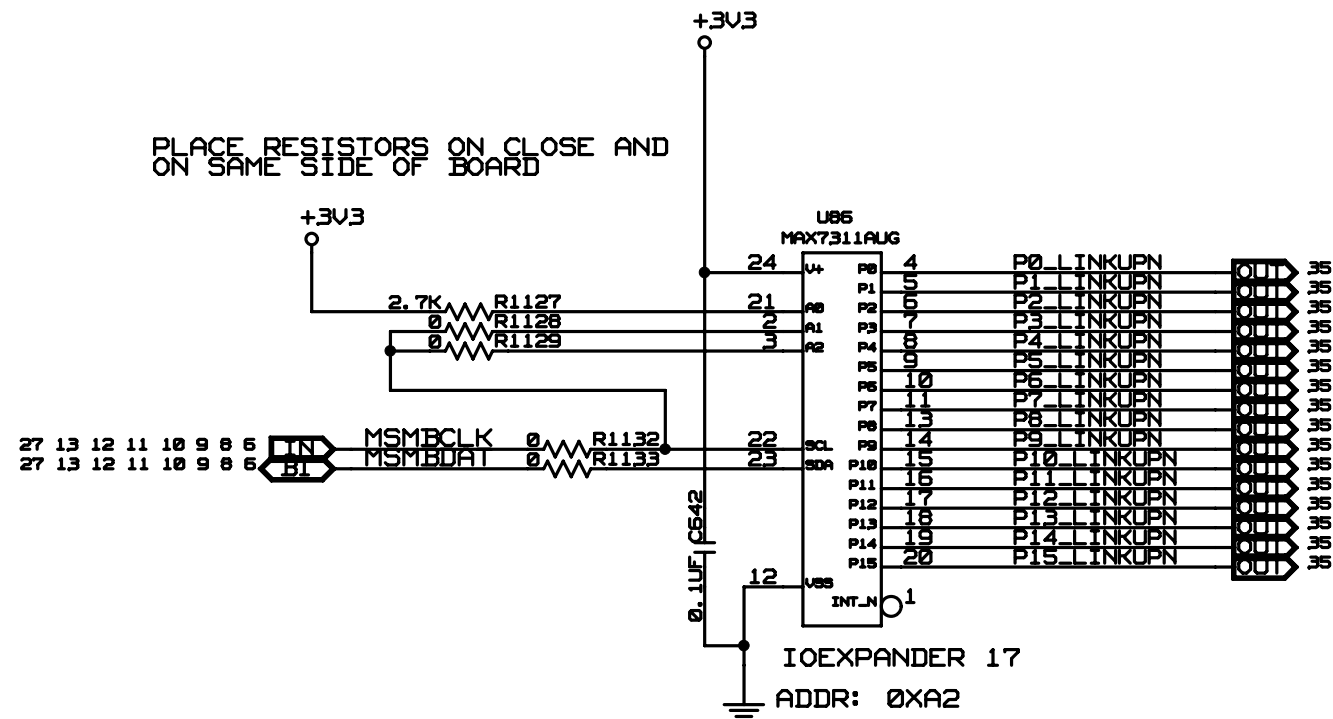 +3V3
PLACE RESISTORS ON CLOSE AND
ON SAME SIDE OF BOARD
+3V3
U86
MAX7311AUG
24 V+ P0 4 P0_LINKUPN OUT 35
P1 5 P1_LINKUPN OUT 35
2.7K R1127 21 A0 P2 6 P2_LINKUPN OUT 35
0 R1128 2 A1 P3 7 P3_LINKUPN OUT 35
0 R1129 3 A2 P4 8 P4_LINKUPN OUT 35
P5 9 P5_LINKUPN OUT 35
P6 10 P6_LINKUPN OUT 35
P7 11 P7_LINKUPN OUT 35
P8 13 P8_LINKUPN OUT 35
27 13 12 11 10 9 8 6 IN MSMBCLK 0 R1132 22 SCL P9 14 P9_LINKUPN OUT 35
27 13 12 11 10 9 8 6 BI MSMBDAT 0 R1133 23 SDA P10 15 P10_LINKUPN OUT 35
P11 16 P11_LINKUPN OUT 35
P12 17 P12_LINKUPN OUT 35
P13 18 P13_LINKUPN OUT 35
P14 19 P14_LINKUPN OUT 35
P15 20 P15_LINKUPN OUT 35
0.1UF C642
12 VSS
INT_N 1
IOEXPANDER 17
ADDR: 0XA2